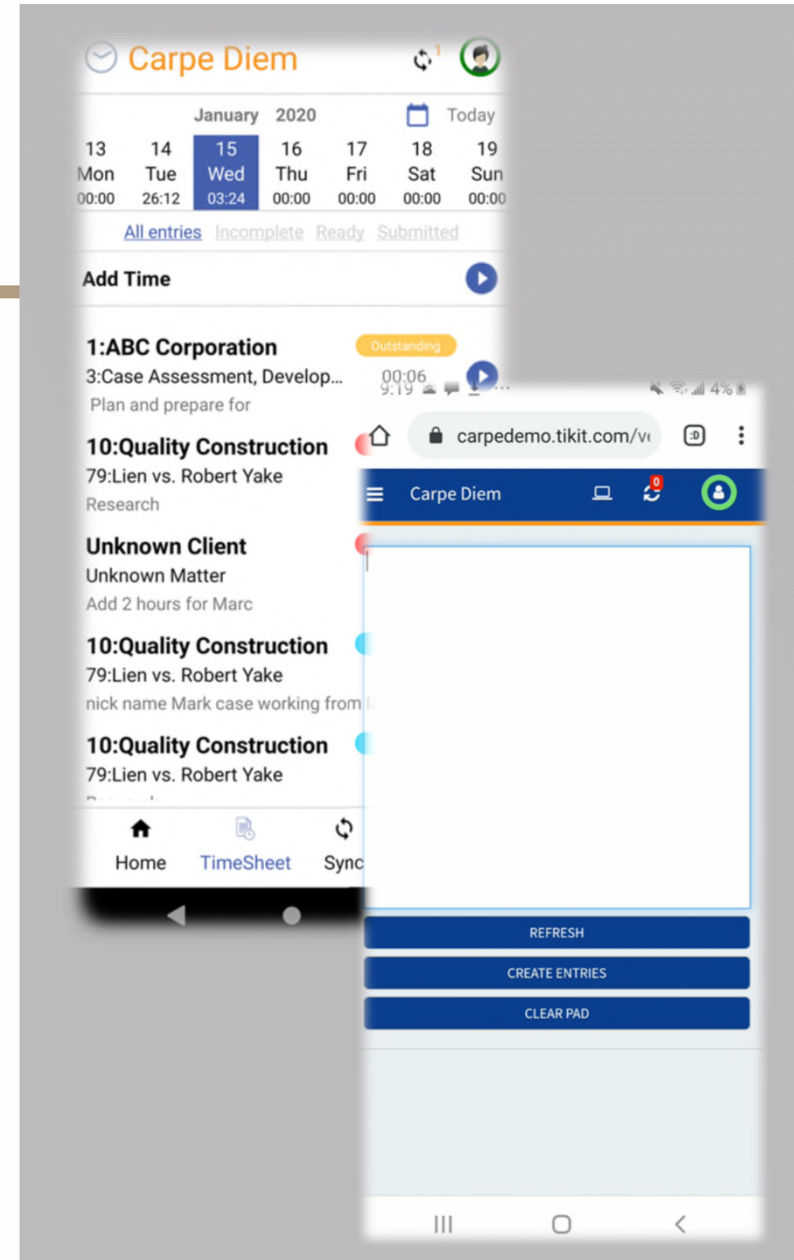 Carpe Diem
1
January 2020
Today
13 14 15 16 17 18 19
Mon Tue Wed Thu Fri Sat Sun
00:00 26:12 03:24 00:00 00:00 00:00 00:00
All entries Incomplete Ready Submitted
Add Time
1:ABC Corporation
Outstanding
3:Case Assessment, Develop...
00:06
Plan and prepare for
10:Quality Construction
79:Lien vs. Robert Yake
Research
Unknown Client
Unknown Matter
Add 2 hours for Marc
10:Quality Construction
79:Lien vs. Robert Yake
nick name Mark case working from
10:Quality Construction
79:Lien vs. Robert Yake
Home TimeSheet Sync
9:19
4%
carpedemo.tikit.com/ve
:D
Carpe Diem
0
REFRESH
CREATE ENTRIES
CLEAR PAD